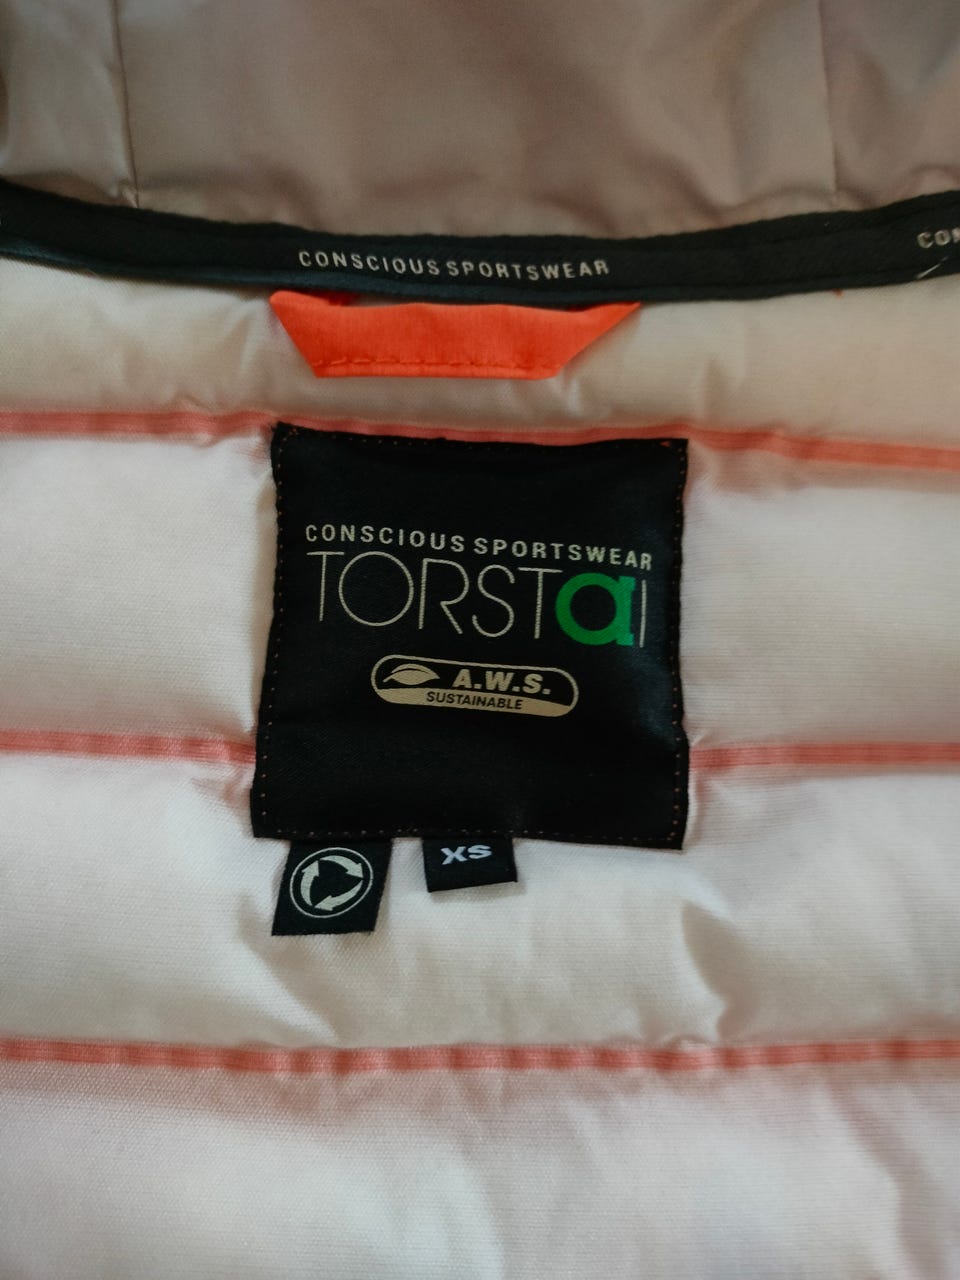 CONSCIOUS SPORTSWEAR
CONSCIOUS SPORTSWEAR
TORSTAI
A.W.S.
SUSTAINABLE
XS